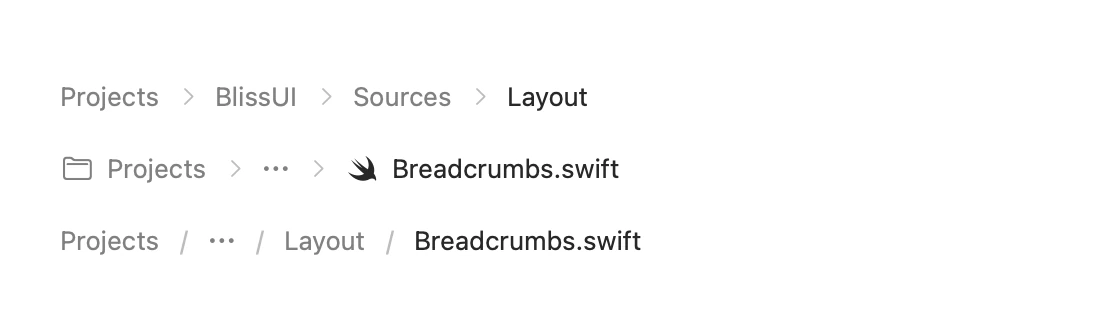 Projects > BlissUI > Sources > Layout
Projects > ··· > Breadcrumbs.swift
Projects / ··· / Layout / Breadcrumbs.swift